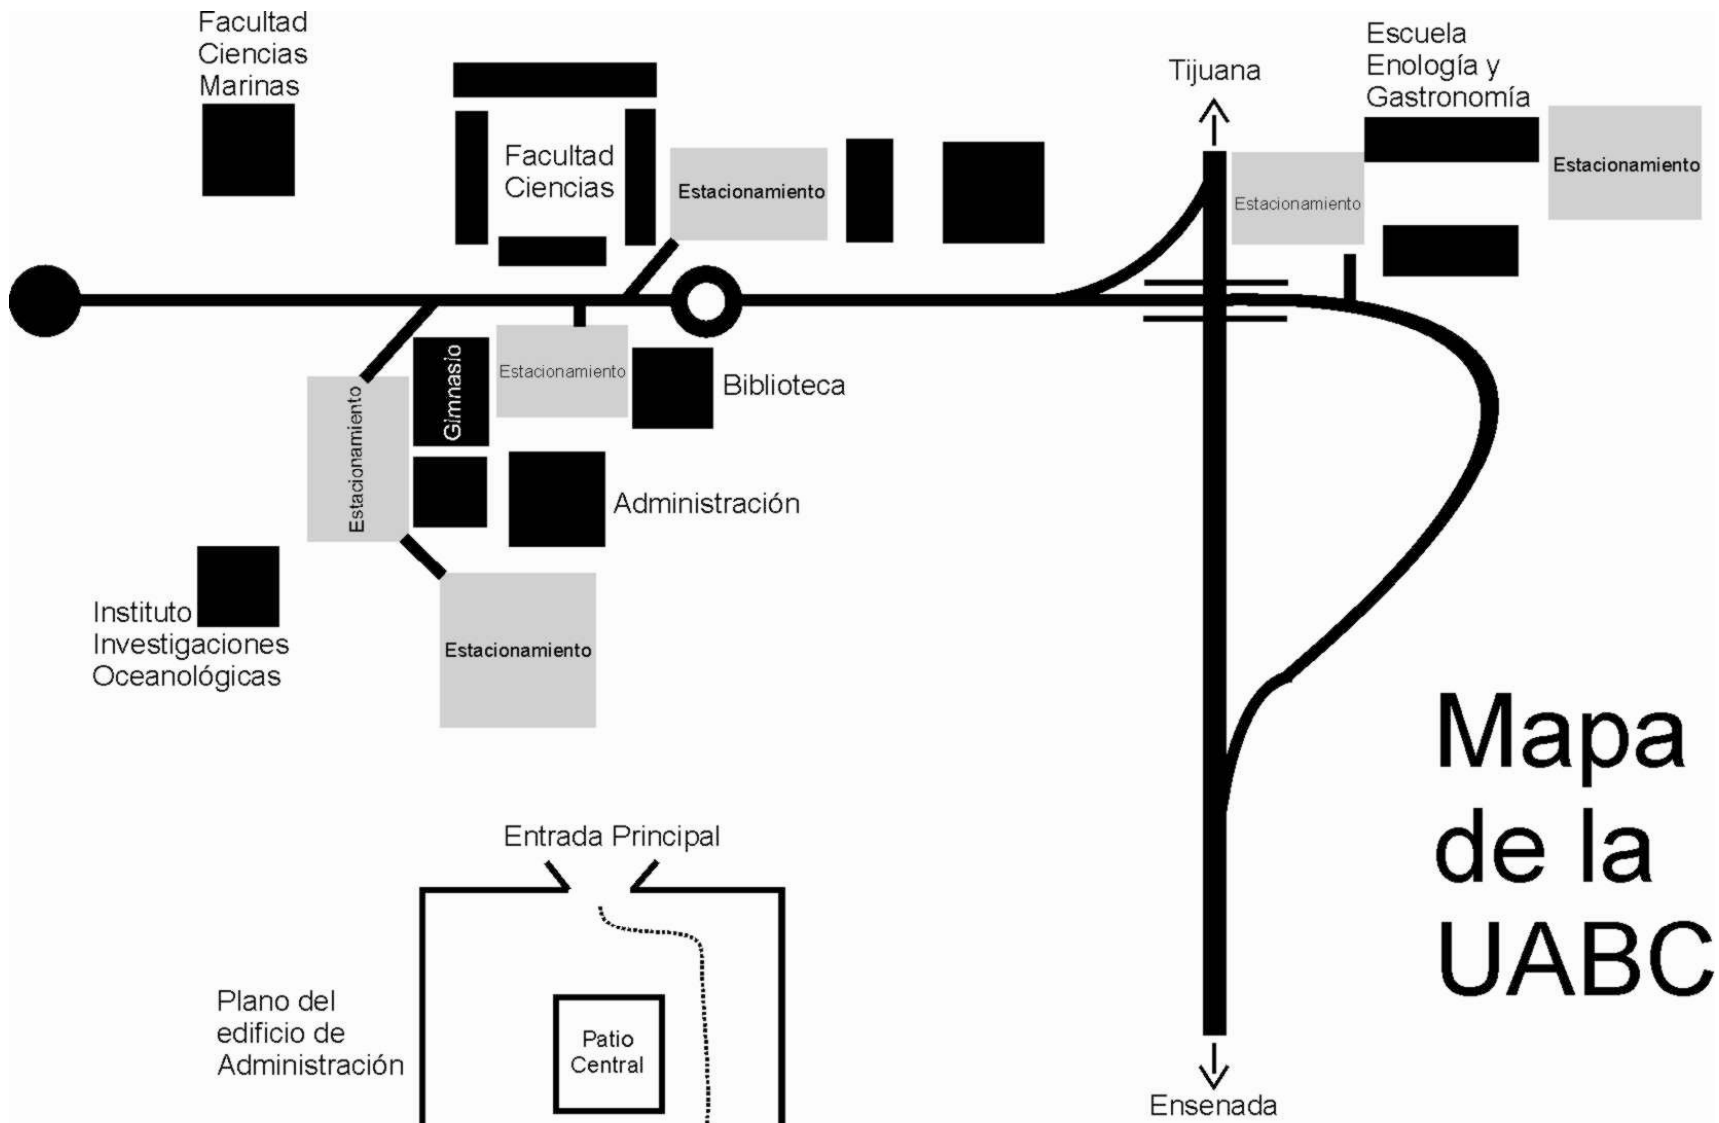 Facultad
Ciencias
Marinas
Facultad
Ciencias
Estacionamiento
Tijuana
Escuela
Enología y
Gastronomía
Estacionamiento
Estacionamiento
Estacionamiento
Gimnasio
Estacionamiento
Biblioteca
Administración
Instituto
Investigaciones
Oceanológicas
Estacionamiento
Mapa
de la
UABC
Entrada Principal
Plano del
edificio de
Administración
Patio
Central
Ensenada